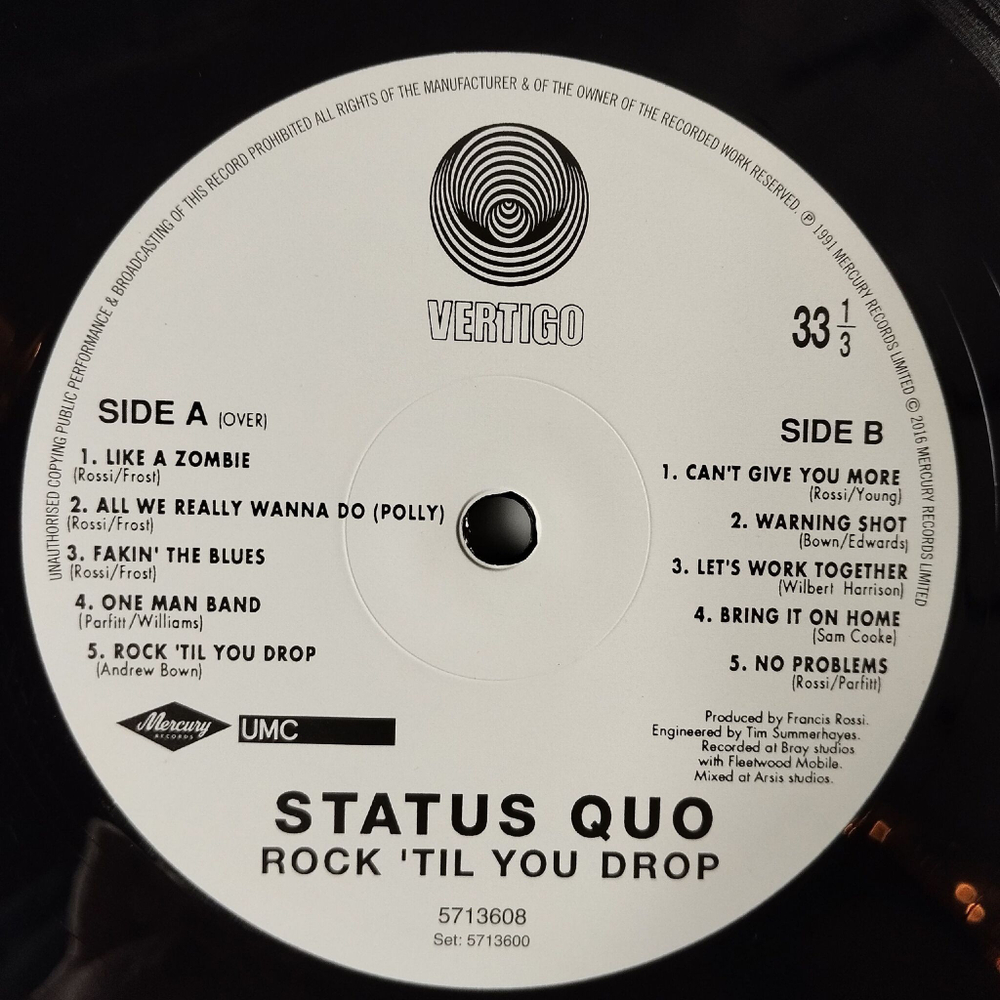 UNAUTHORISED COPYING PUBLIC PERFORMANCE & BROADCASTING OF THIS RECORD PROHIBITED ALL RIGHTS OF THE MANUFACTURER & OF THE OWNER OF THE RECORDED WORK RESERVED. ℗ 1991 MERCURY RECORDS LIMITED © 2016 MERCURY RECORDS LIMITED
VERTIGO
33 1/3
SIDE A (OVER)
1. LIKE A ZOMBIE
(Rossi/Frost)
2. ALL WE REALLY WANNA DO (POLLY)
(Rossi/Frost)
3. FAKIN' THE BLUES
(Rossi/Frost)
4. ONE MAN BAND
(Parfitt/Williams)
5. ROCK 'TIL YOU DROP
(Andrew Bown)
SIDE B
1. CAN'T GIVE YOU MORE
(Rossi/Young)
2. WARNING SHOT
(Bown/Edwards)
3. LET'S WORK TOGETHER
(Wilbert Harrison)
4. BRING IT ON HOME
(Sam Cooke)
5. NO PROBLEMS
(Rossi/Parfitt)
Mercury
RECORDS
UMC
Produced by Francis Rossi.
Engineered by Tim Summerhayes.
Recorded at Bray studios
with Fleetwood Mobile.
Mixed at Arsis studios.
STATUS QUO
ROCK 'TIL YOU DROP
5713608
Set: 5713600